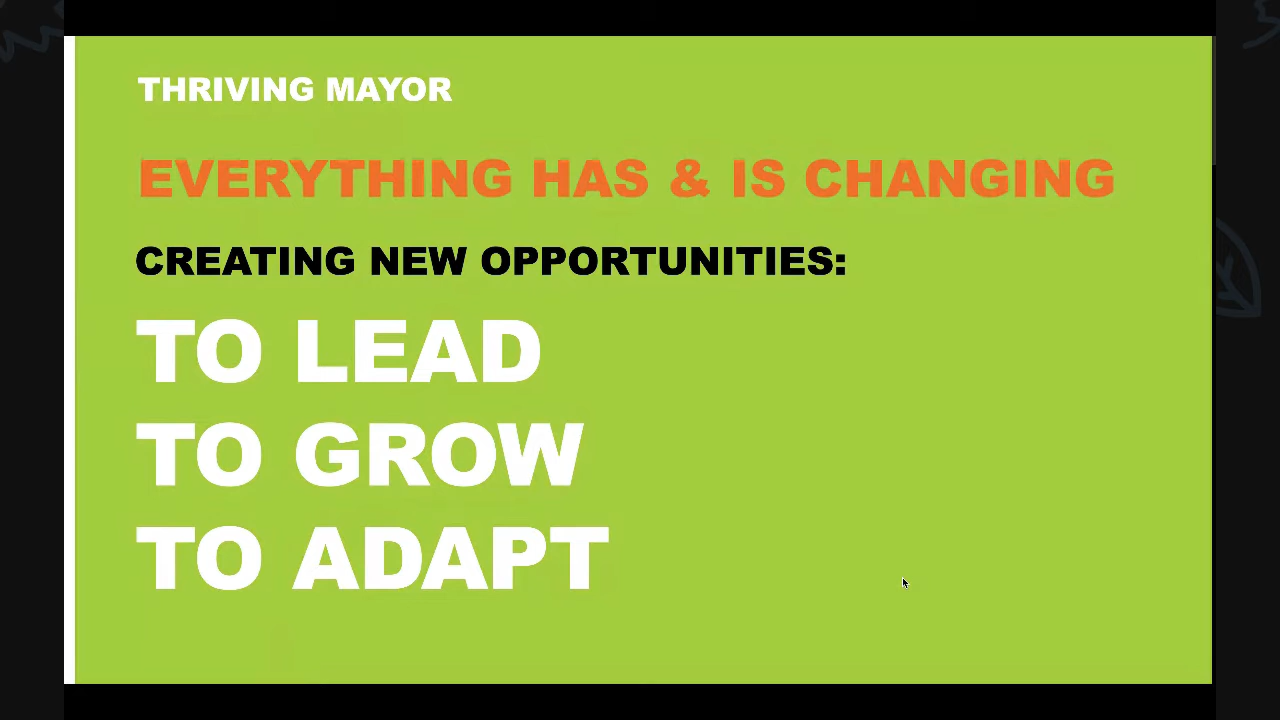 THRIVING MAYOR
EVERYTHING HAS & IS CHANGING
CREATING NEW OPPORTUNITIES:
TO LEAD
TO GROW
TO ADAPT